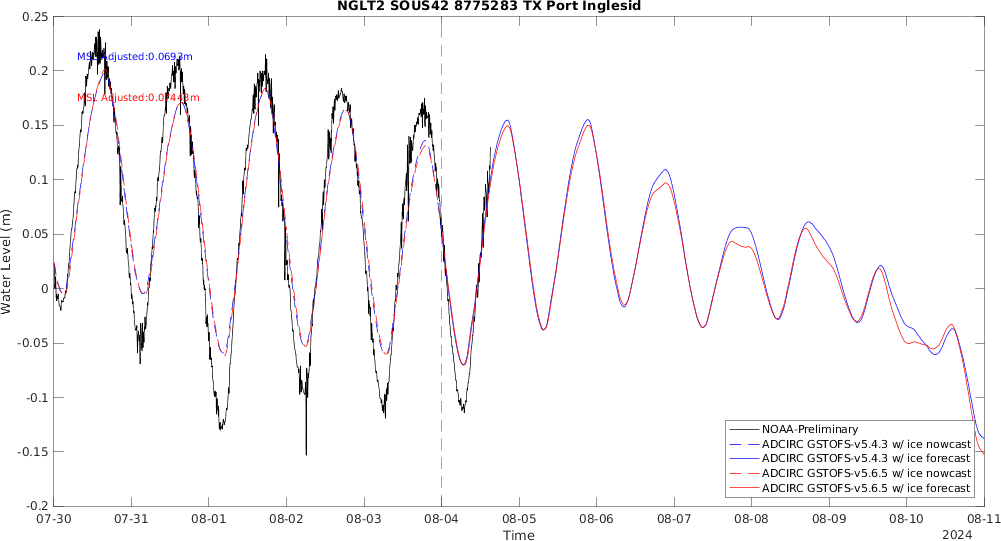 NGLT2 SOUS42 8775283 TX Port Inglesid
0.25
0.2
0.15
0.1
0.05
0
-0.05
-0.1
-0.15
-0.2
Water Level (m)
MSL Adjusted:0.0693m
MSL Adjusted:0.07443m
NOAA-Preliminary
ADCIRC GSTOFS-v5.4.3 w/ ice nowcast
ADCIRC GSTOFS-v5.4.3 w/ ice forecast
ADCIRC GSTOFS-v5.6.5 w/ ice nowcast
ADCIRC GSTOFS-v5.6.5 w/ ice forecast
07-30 07-31 08-01 08-02 08-03 08-04 08-05 08-06 08-07 08-08 08-09 08-10 08-11
Time
2024